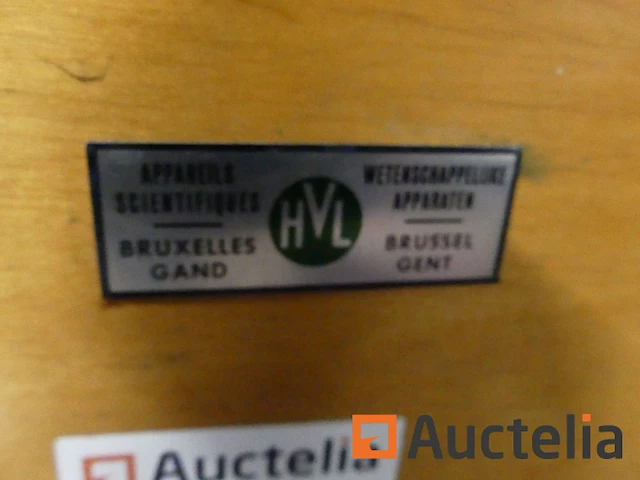 APPAREILS
SCIENTIFIQUES
BRUXELLES
GAND
HVL
WETENSCHAPPELIJKE
APPARATEN
BRUSSEL
GENT
Auctelia
Auctelia